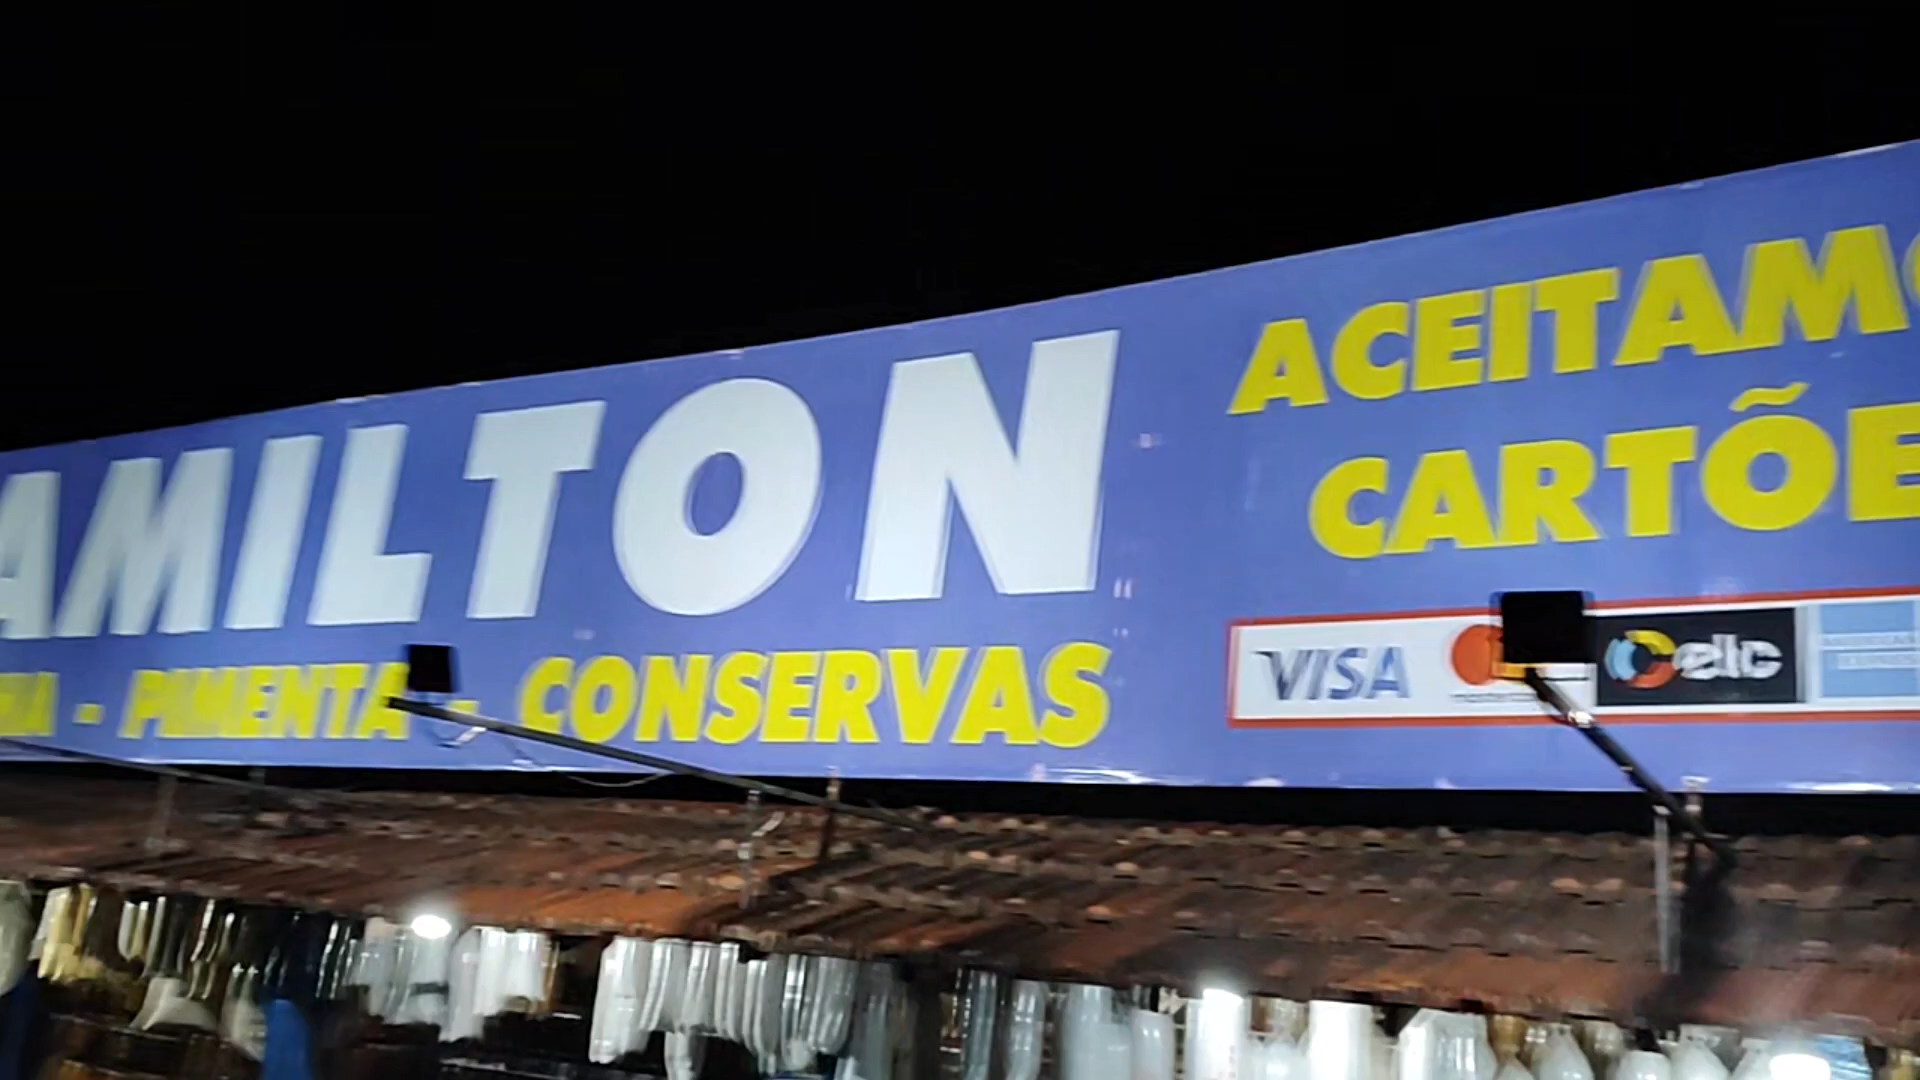 AMILTON
- PIMENTA - CONSERVAS
ACEITAMO
CARTÕE
VISA
elo